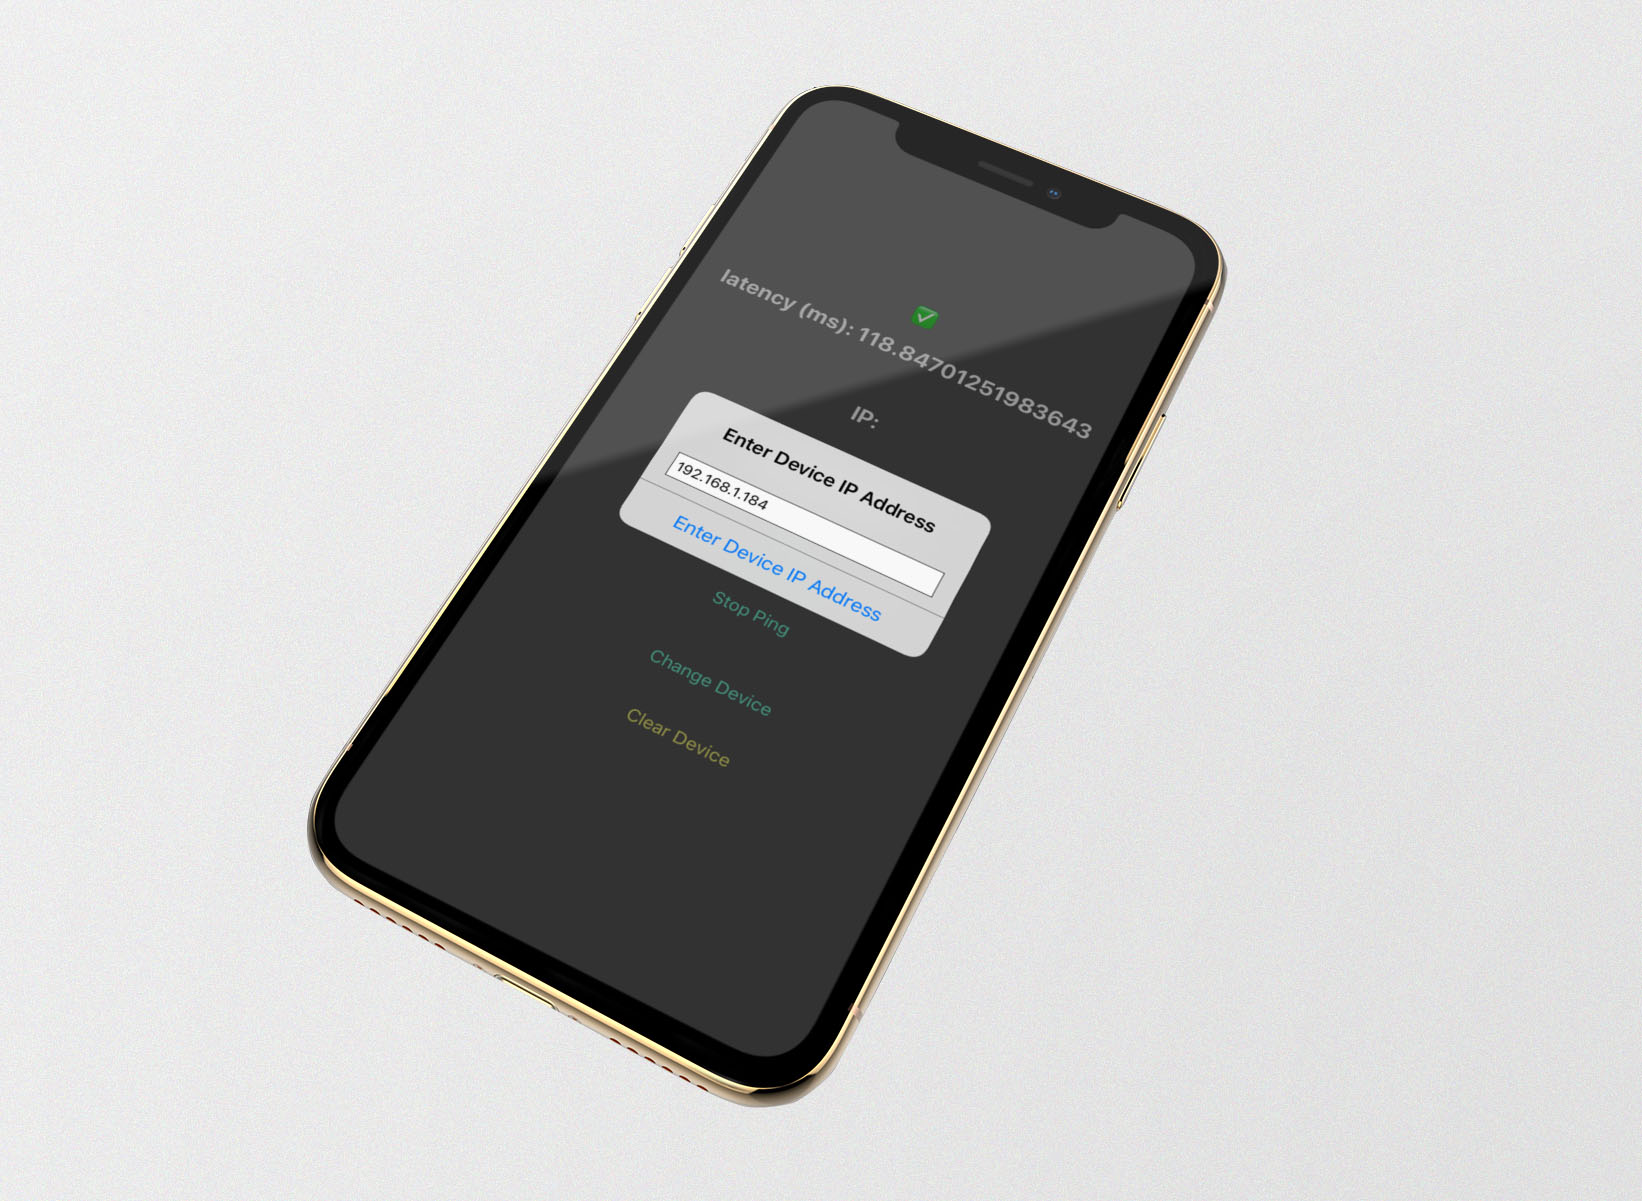 ✅
latency (ms): 118.84701251983643
IP:
Enter Device IP Address
192.168.1.184
Enter Device IP Address
Stop Ping
Change Device
Clear Device